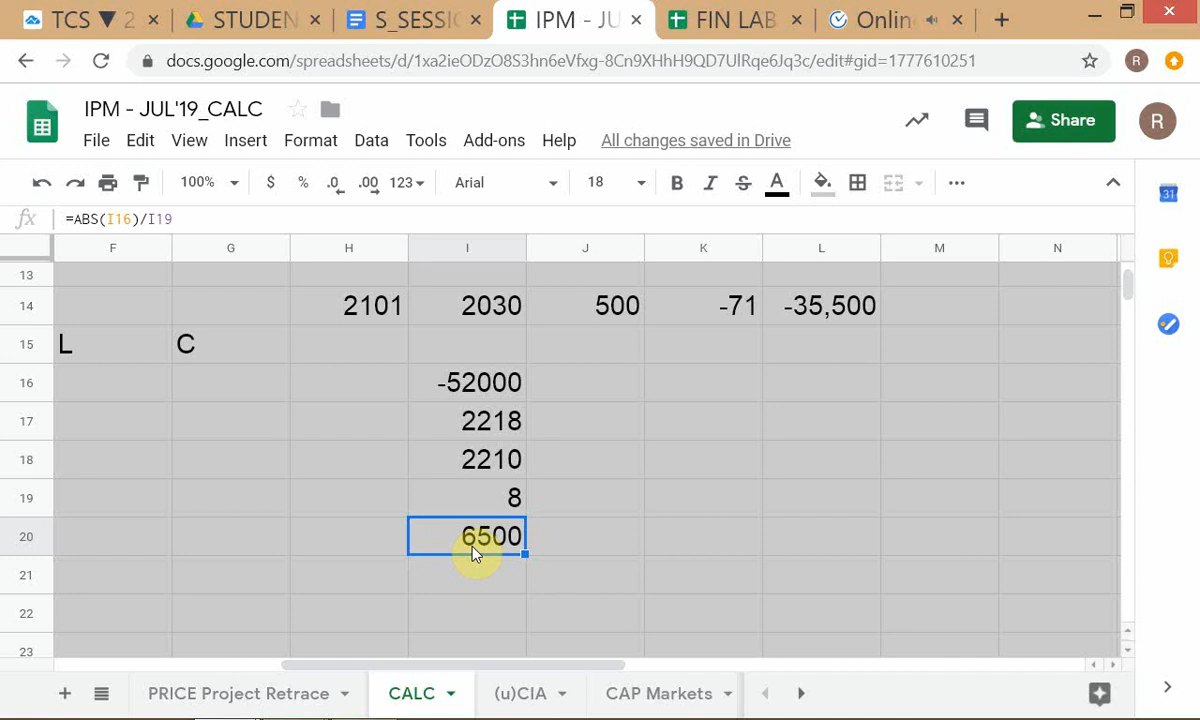 TCS ▼ 2
STUDEN
S_SESSI
IPM - JU
FIN LAB
Onlin
docs.google.com/spreadsheets/d/1xa2ieODzO8S3hn6eVfxg-8Cn9XHhH9QD7UlRqe6Jq3c/edit#gid=1777610251
R
IPM - JUL'19_CALC
File Edit View Insert Format Data Tools Add-ons Help All changes saved in Drive
Share
R
100% $ % .0 .00 123 Arial 18 B I S A
31
fx =ABS(I16)/I19
F G H I J K L M N
13
14 2101 2030 500 -71 -35,500
15 L C
16 -52000
17 2218
18 2210
19 8
20 6500
21
22
23
PRICE Project Retrace CALC (u)CIA CAP Markets